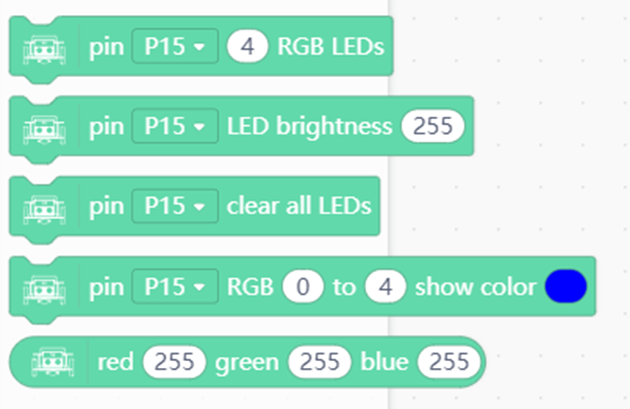 pin P15 4 RGB LEDs
pin P15 LED brightness 255
pin P15 clear all LEDs
pin P15 RGB 0 to 4 show color
red 255 green 255 blue 255